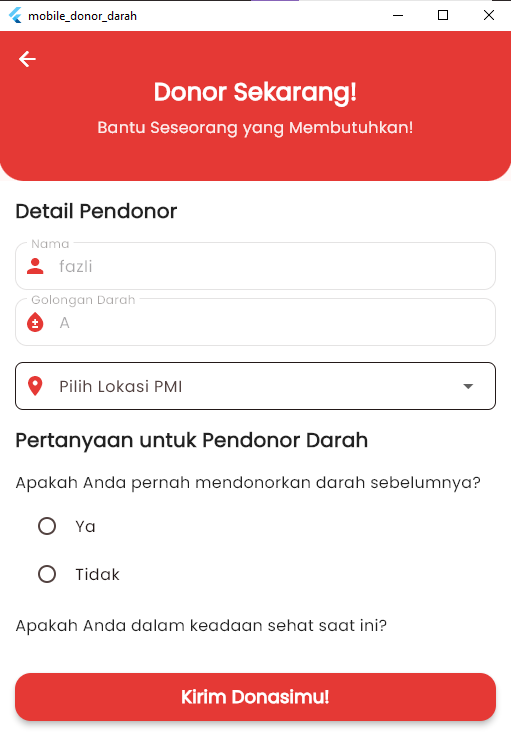 mobile_donor_darah
Donor Sekarang!
Bantu Seseorang yang Membutuhkan!
Detail Pendonor
Nama
fazli
Golongan Darah
A
Pilih Lokasi PMI
Pertanyaan untuk Pendonor Darah
Apakah Anda pernah mendonorkan darah sebelumnya?
Ya
Tidak
Apakah Anda dalam keadaan sehat saat ini?
Kirim Donasimu!